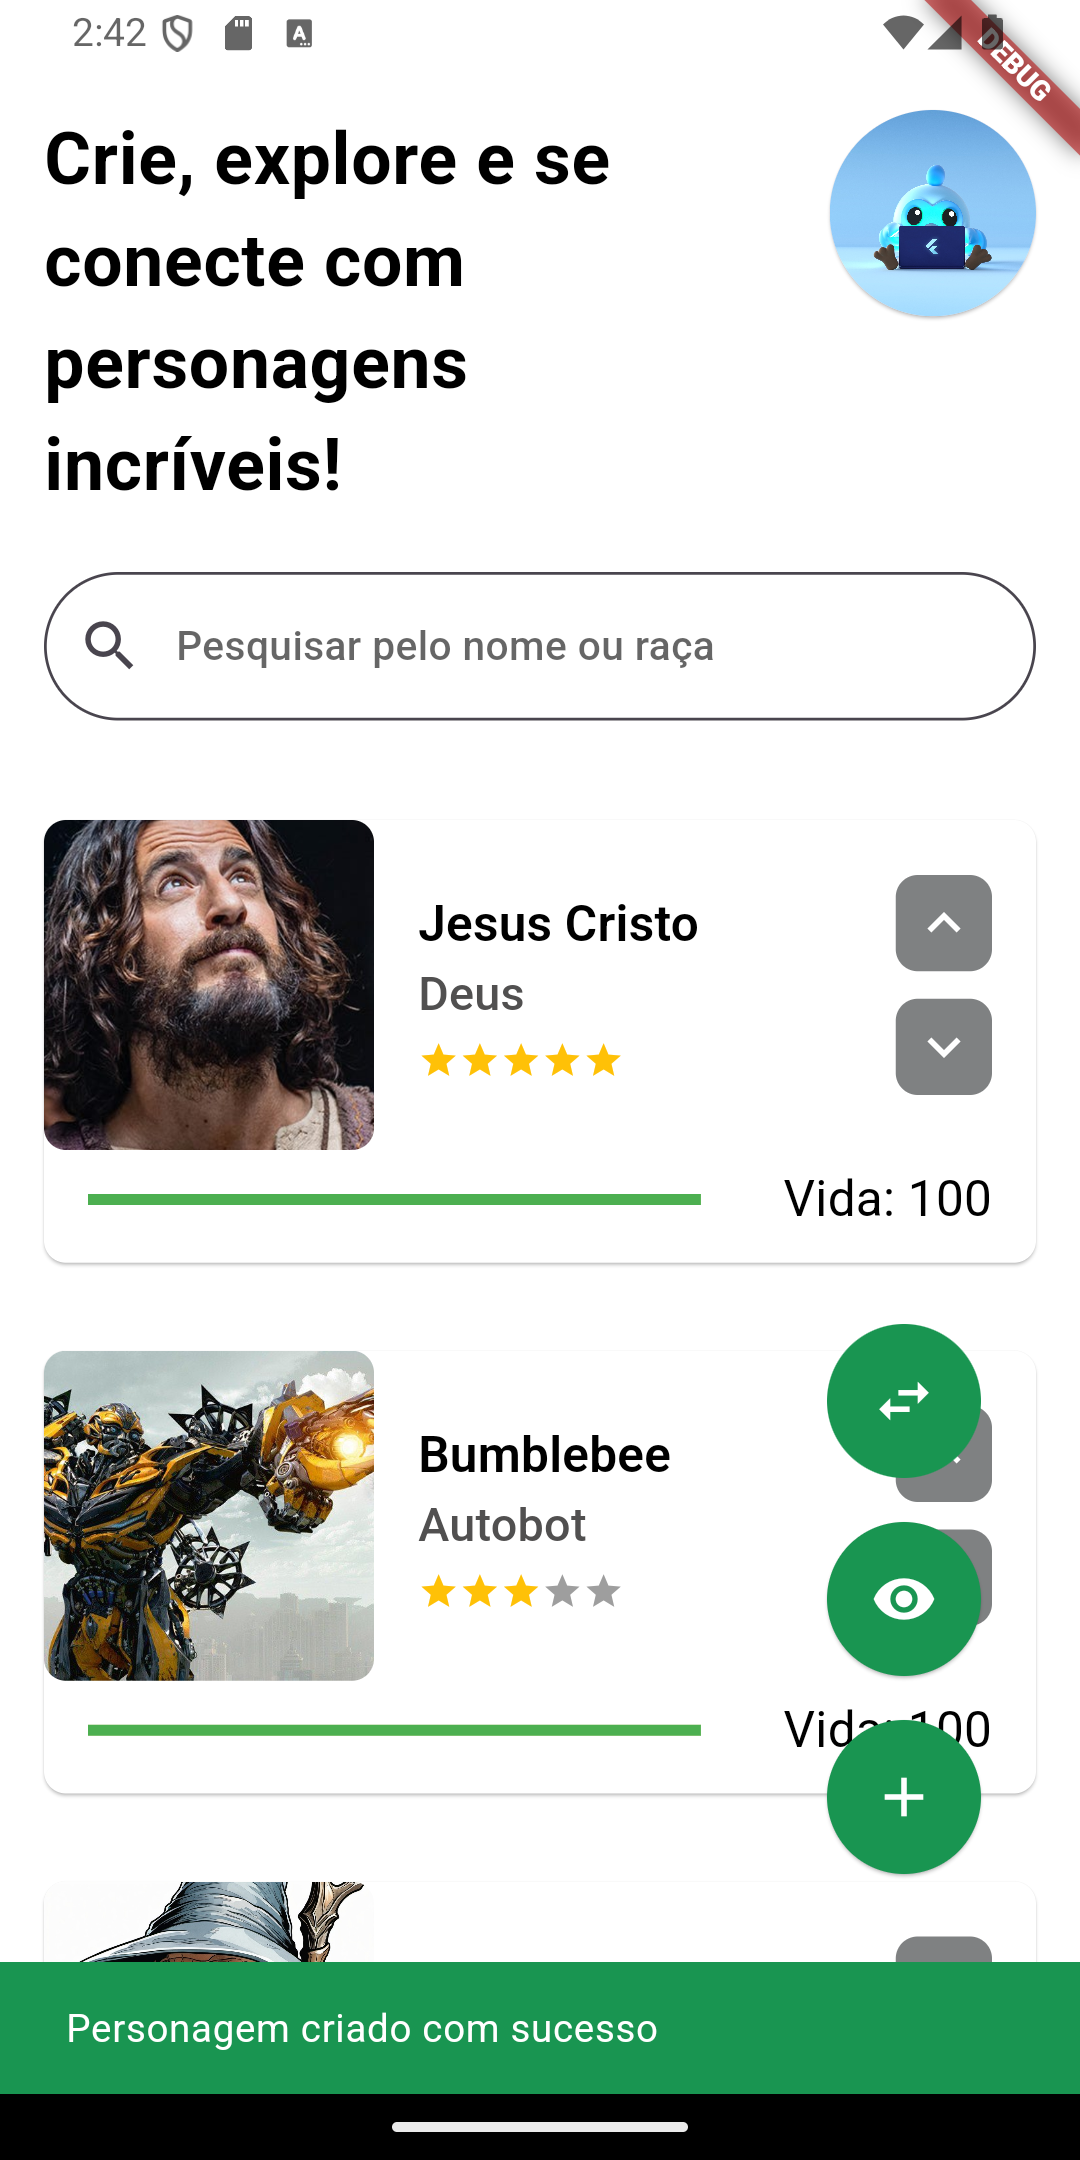 2:42
DEBUG
Crie, explore e se
conecte com
personagens
incríveis!
Pesquisar pelo nome ou raça
Jesus Cristo
Deus
Vida: 100
Bumblebee
Autobot
Vida: 100
Personagem criado com sucesso